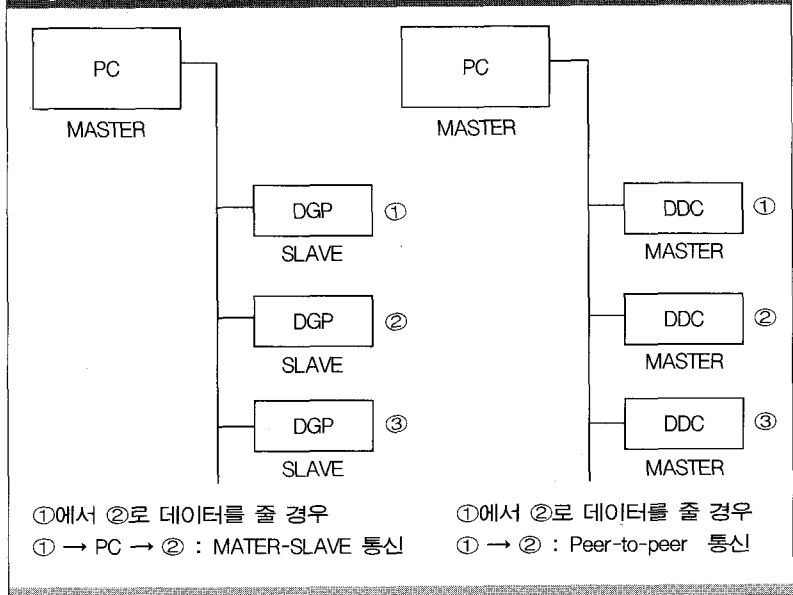 PC
MASTER
DGP ①
SLAVE
DGP ②
SLAVE
DGP ③
SLAVE
①에서 ②로 데이터를 줄 경우
① → PC → ② : MATER-SLAVE 통신
PC
MASTER
DDC ①
MASTER
DDC ②
MASTER
DDC ③
MASTER
①에서 ②로 데이터를 줄 경우
① → ② : Peer-to-peer 통신